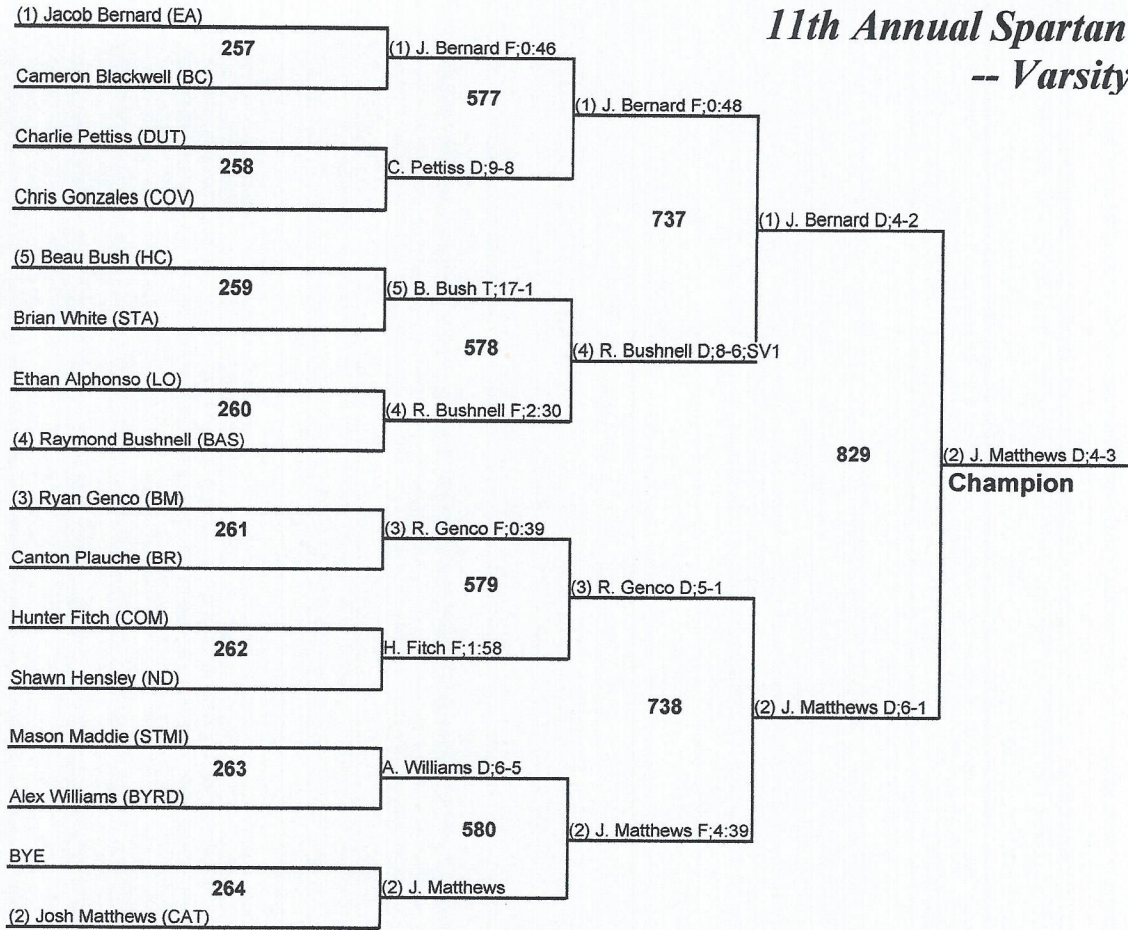 11th Annual Spartan
-- Varsity
(1) Jacob Bernard (EA)
257
Cameron Blackwell (BC)
Charlie Pettiss (DUT)
258
Chris Gonzales (COV)
(5) Beau Bush (HC)
259
Brian White (STA)
Ethan Alphonso (LO)
260
(4) Raymond Bushnell (BAS)
(3) Ryan Genco (BM)
261
Canton Plauche (BR)
Hunter Fitch (COM)
262
Shawn Hensley (ND)
Mason Maddie (STMI)
263
Alex Williams (BYRD)
BYE
264
(2) Josh Matthews (CAT)
(1) J. Bernard F;0:46
577
C. Pettiss D;9-8
(5) B. Bush T;17-1
578
(4) R. Bushnell F;2:30
(3) R. Genco F;0:39
579
H. Fitch F;1:58
A. Williams D;6-5
580
(2) J. Matthews
(1) J. Bernard F;0:48
737
(4) R. Bushnell D;8-6;SV1
(3) R. Genco D;5-1
738
(2) J. Matthews F;4:39
(1) J. Bernard D;4-2
829
(2) J. Matthews D;6-1
(2) J. Matthews D;4-3
Champion